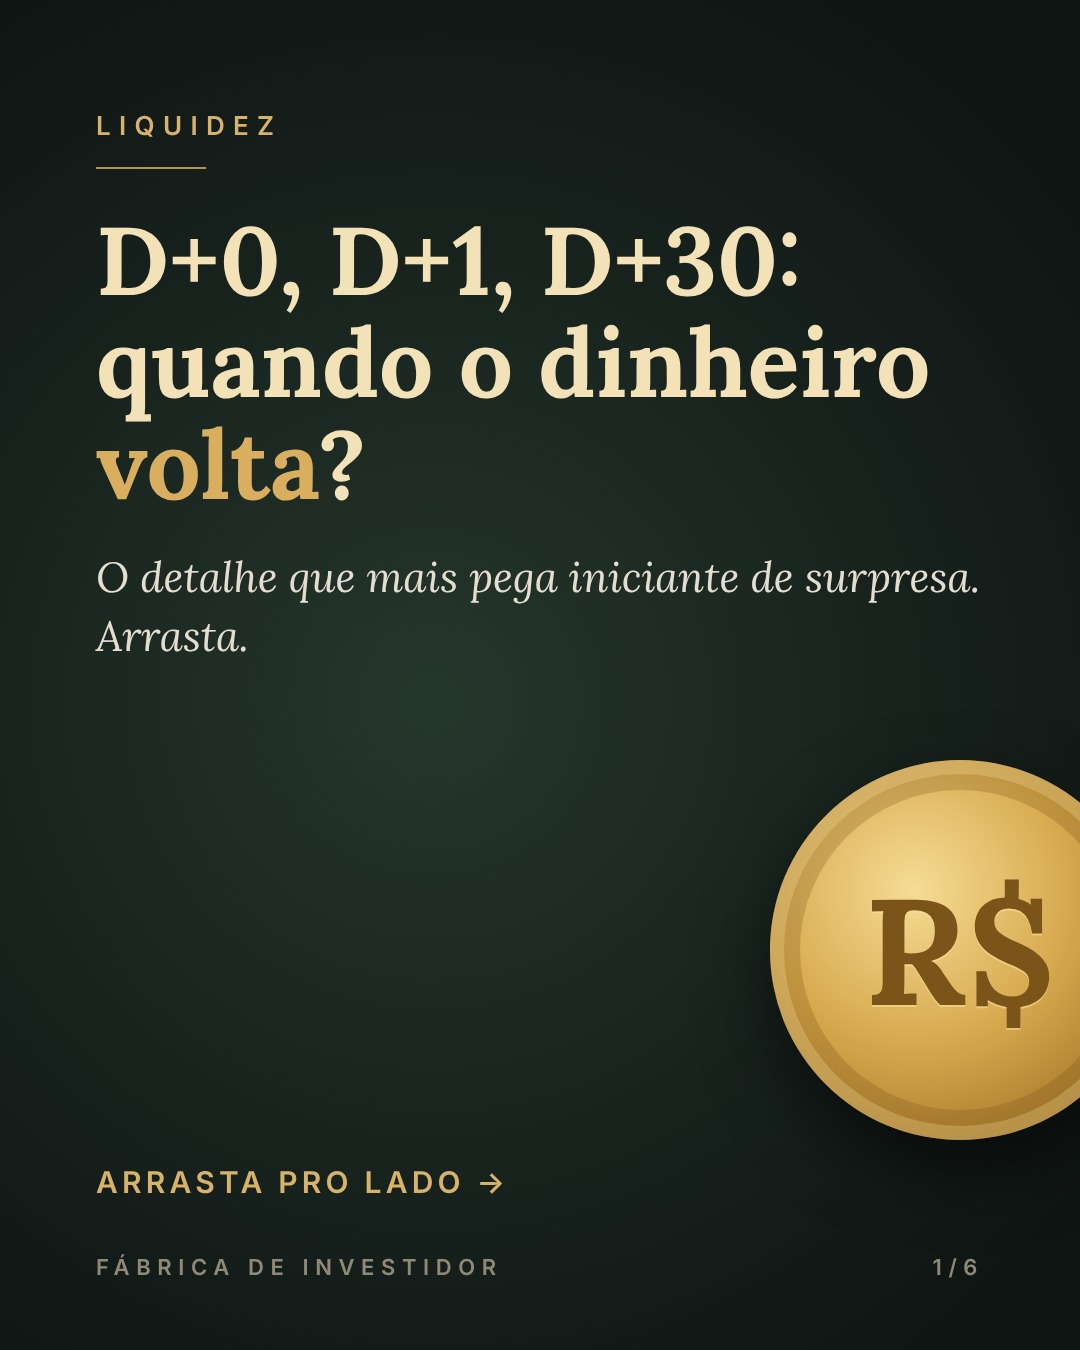 LIQUIDEZ
D+0, D+1, D+30:
quando o dinheiro
volta?
O detalhe que mais pega iniciante de surpresa.
Arrasta.
R$
ARRASTA PRO LADO →
FÁBRICA DE INVESTIDOR
1/6